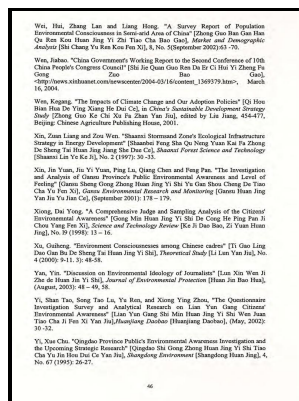 Wei, Hui, Zhang Lan and Liang Hong. "A Survey Report of Population
Environmental Consciousness in Semi-arid Area of China" [Zhong Guo Ban Gan Han
Qu Ren Kou Huan Jing Yi Zhi Tiao Cha Bao Gao], Market and Demographic
Analysis [Shi Chang Yu Ren Kou Fen Xi], 8, No. 5(September 2002):63 -70.
Wen, Jiabao. "China Government's Working Report to the Second Conference of 10th
China People's Congress Council" [Shi Jie Quan Guo Ren Da Er Ci Hoi Yi Zheng Fu
Gong Zuo Bao Gao],
<http://news.xinhuanet.com/newscenter/2004-03/16/content_1369379.htm>, March
16, 2004.
Wen, Kegang, "The Impacts of Climate Change and Our Adoption Policies" [Qi Hou
Bian Hua De Ying Xiang He Dui Ce], in China's Sustainable Development Strategy
Study [Zhong Guo Ke Chi Xu Fa Zhan Yan Jiu], edited by Liu Jiang, 454-477,
Beijing: Chinese Agriculture Publishing House, 2001.
Xin, Zuan Liang and Zou Wen. "Shaanxi Stormsand Zone's Ecological Infrastructure
Strategy in Energy Development" [Shaanbei Feng Sha Qu Neng Yuan Kai Fa Zhong
De Sheng Tai Huan Jing Jiang She Due Ce], Shaanxi Forest Science and Technology
[Shaanxi Lin Ye Ke Ji], No. 2 (1997): 30 -33.
Xin, Jin Yuan, Jiu Yi Yuan, Ping Lu, Qiang Chen and Feng Pan. "The Investigation
and Analysis of Gansu Province's Public Environmental Awareness and Level of
Feeling" [Gansu Sheng Gong Zhong Huan Jing Yi Shi Yu Gan Shou Cheng De Tiao
Cha Yu Fen Xi], Gansu Environmental Research and Monitoring [Gansu Huan Jing
Yan Jiu Yu Jian Ce], (September 2001): 178 – 179.
Xiong, Dai Yong. "A Comprehensive Judge and Sampling Analysis of the Citizens'
Environmental Awareness" [Gong Min Huan Jing Yi Shi De Cong He Ping Fan Ji
Chou Yang Fen Xi], Science and Technology Review [Ke Ji Dao Bao, Zi Yuan Huan
Jing], No. 19 (1998): 13 – 16.
Xu, Guiheng. "Environment Consciousnesses among Chinese cadres" [Ti Gao Ling
Dao Gan Bu De Sheng Tai Huan Jing Yi Shi], Theoretical Study [Li Lun Yan Jiu], No.
4 (2000): 9-11. 3): 48-58.
Yan, Yin. "Discussion on Environmental Ideology of Journalists" [Lun Xin Wen Ji
Zhe de Huan Jin Yi Shi], Journal of Environmental Protection [Huan Jin Bao Hua],
(August, 2003): 48 – 49, 58.
Yi, Shan Tao, Song Tao Lu, Yu Ren, and Xiong Ying Zhou, "The Questionnaire
Investigation Survey and Analytical Research on Lian Yun Gang Citizens'
Environment Awareness" [Lian Yun Gang Shi Min Huan Jing Yi Shi Wen Juan
Tiao Cha Ji Fen Xi Yan Jiu],Huanjiang Daobao [Huanjiang Daobao], (May, 2002):
30 -32.
Yi, Xue Chu. "Qingdao Province Public's Environmental Awareness Investigation and
the Upcoming Strategic Research" [Qingdao Shi Gong Zhong Huan Jing Yi Shi Tiao
Cha Yu Jin Hou Dui Ce Yan Jiu], Shangdong Environment [Shangdong Huan Jing], 4,
No. 67 (1995): 26-27.
46